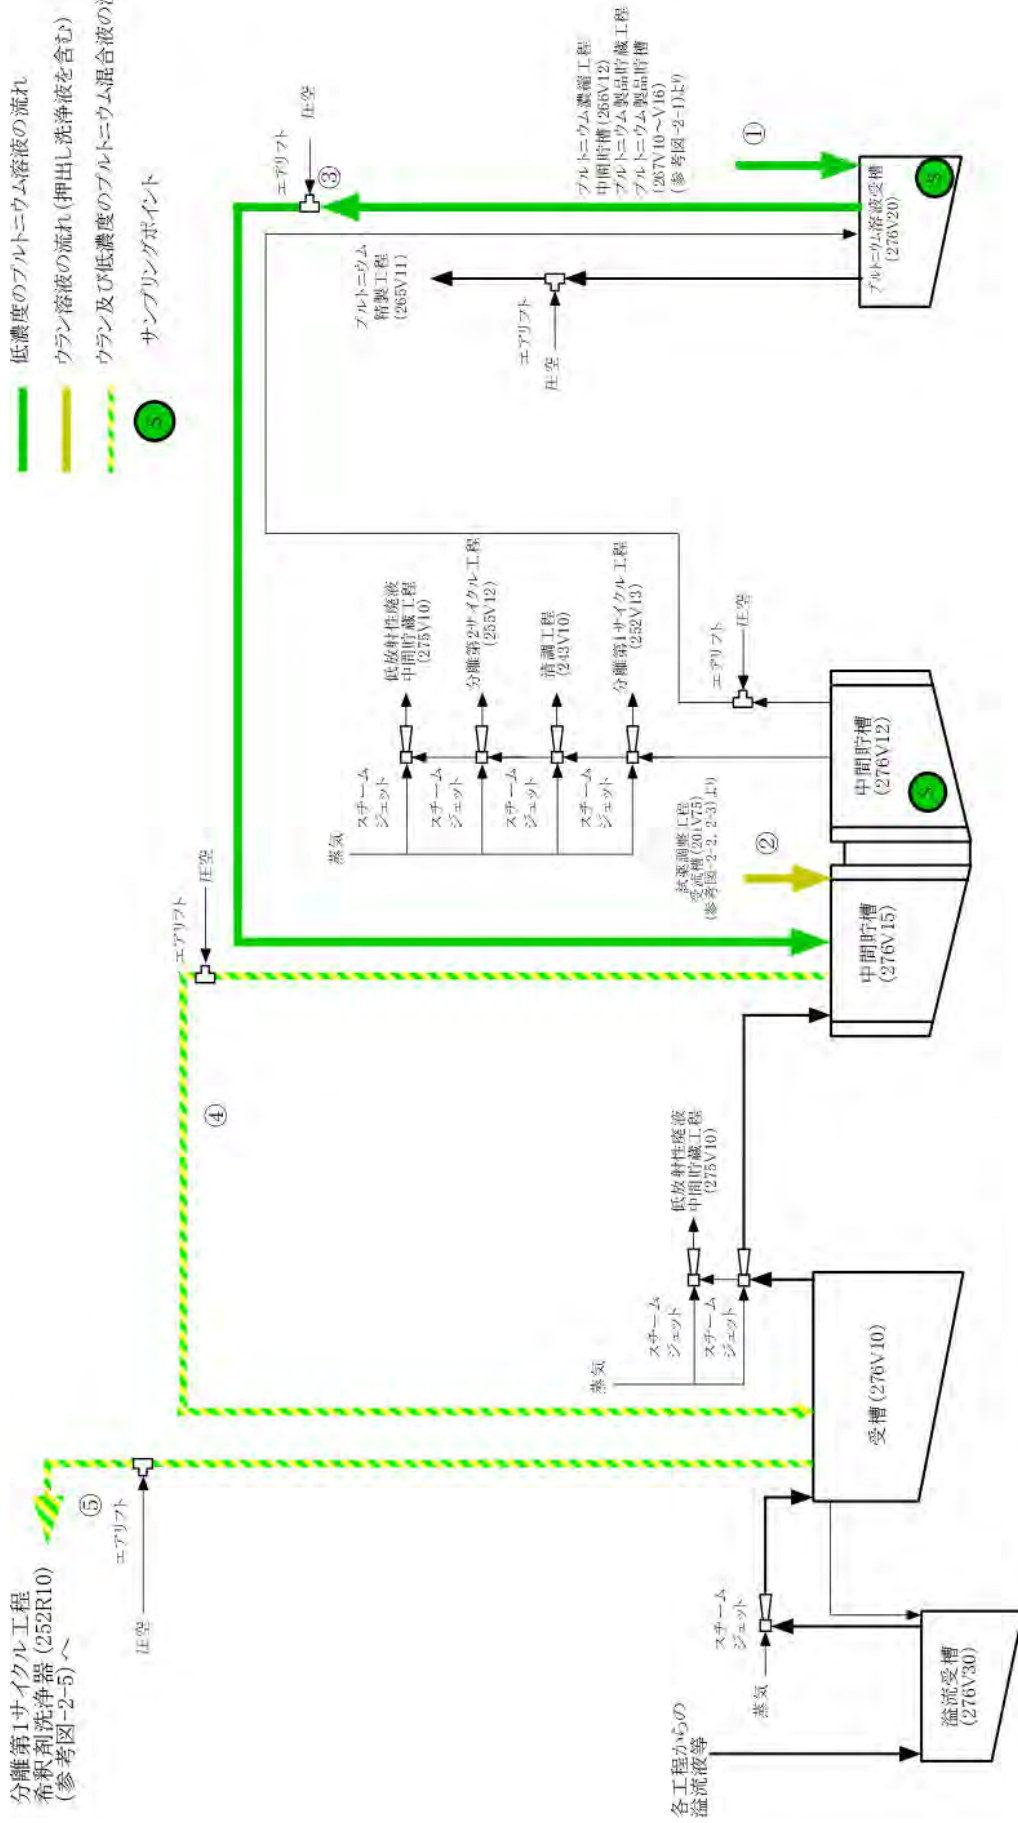 分離第1サイクル工程
希釈剤洗浄器 (252R10)
(参考図-2-5) へ
⑤
エアリフト
圧空
④
エアリフト
圧空
低濃度のプルトニウム溶液の流れ
ウラン溶液の流れ(押出し洗浄液を含む)
ウラン及び低濃度のプルトニウム混合液の
サンプリングポイント
S
エアリフト
圧空
③
プルトニウム
精製工程
(265V11)
エアリフト
圧空
プルトニウム濃縮工程
中間貯槽(266V12)
プルトニウム製品貯蔵工程
プルトニウム製品貯槽
(267V10～V16)
(参考図-2-1)より
①
プルトニウム溶液受槽
(276V20)
S
蒸気
スチーム
ジェット
低放射性廃液
中間貯蔵工程
(275V10)
スチーム
ジェット
分離第2サイクル工程
(255V12)
スチーム
ジェット
清調工程
(243V10)
スチーム
ジェット
分離第1サイクル工程
(252V13)
エアリフト
圧空
試薬調整工程
受流槽(201V75)
(参考図-2-2, 2-3)より
②
中間貯槽
(276V15)
中間貯槽
(276V12)
S
蒸気
スチーム
ジェット
スチーム
ジェット
低放射性廃液
中間貯蔵工程
(275V10)
受槽(276V10)
各工程からの
溢流液等
蒸気
スチーム
ジェット
溢流受槽
(276V30)